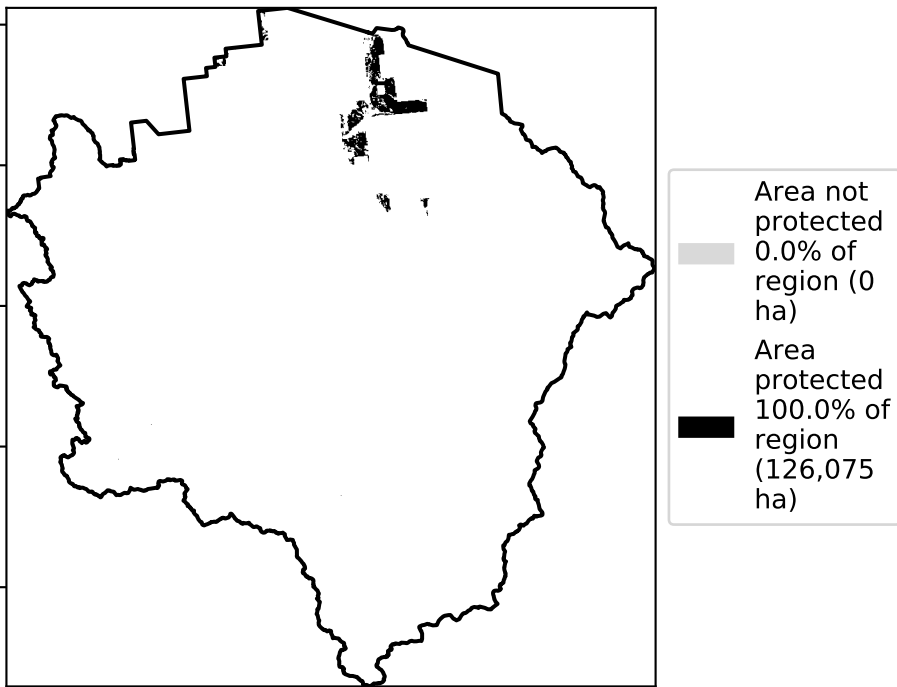 Area not
protected
0.0% of
region (0
ha)
Area
protected
100.0% of
region
(126,075
ha)